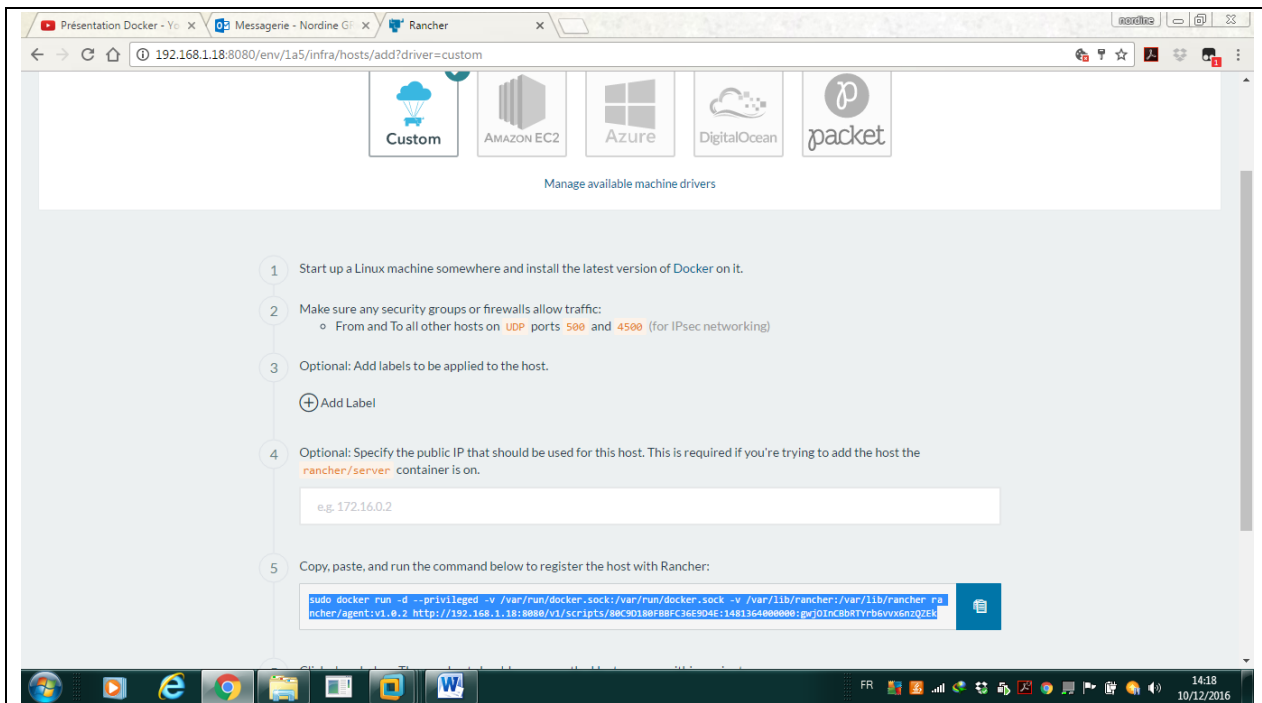 Présentation Docker - Yo
Messagerie - Nordine G
Rancher
nordine
192.168.1.18:8080/env/1a5/infra/hosts/add?driver=custom
Custom
AMAZON EC2
Azure
DigitalOcean
packet
Manage available machine drivers
1 Start up a Linux machine somewhere and install the latest version of Docker on it.
2 Make sure any security groups or firewalls allow traffic:
From and To all other hosts on UDP ports 500 and 4500 (for IPsec networking)
3 Optional: Add labels to be applied to the host.
Add Label
4 Optional: Specify the public IP that should be used for this host. This is required if you're trying to add the host the
rancher/server container is on.
e.g. 172.16.0.2
5 Copy, paste, and run the command below to register the host with Rancher:
sudo docker run -d --privileged -v /var/run/docker.sock:/var/run/docker.sock -v /var/lib/rancher:/var/lib/rancher ra
ncher/agent:v1.0.2 http://192.168.1.18:8080/v1/scripts/80C9D180FBBFC36E9D4E:1481364000000:gwjOInCBbRTYrb6vvx6nzQZEk
FR
14:18
10/12/2016